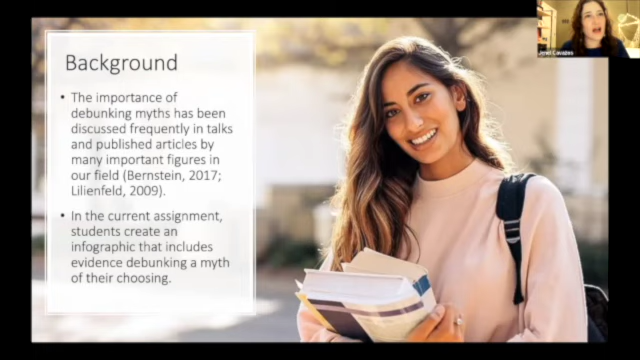 Background
• The importance of
debunking myths has been
discussed frequently in talks
and published articles by
many important figures in
our field (Bernstein, 2017;
Lilienfeld, 2009).
• In the current assignment,
students create an
infographic that includes
evidence debunking a myth
of their choosing.